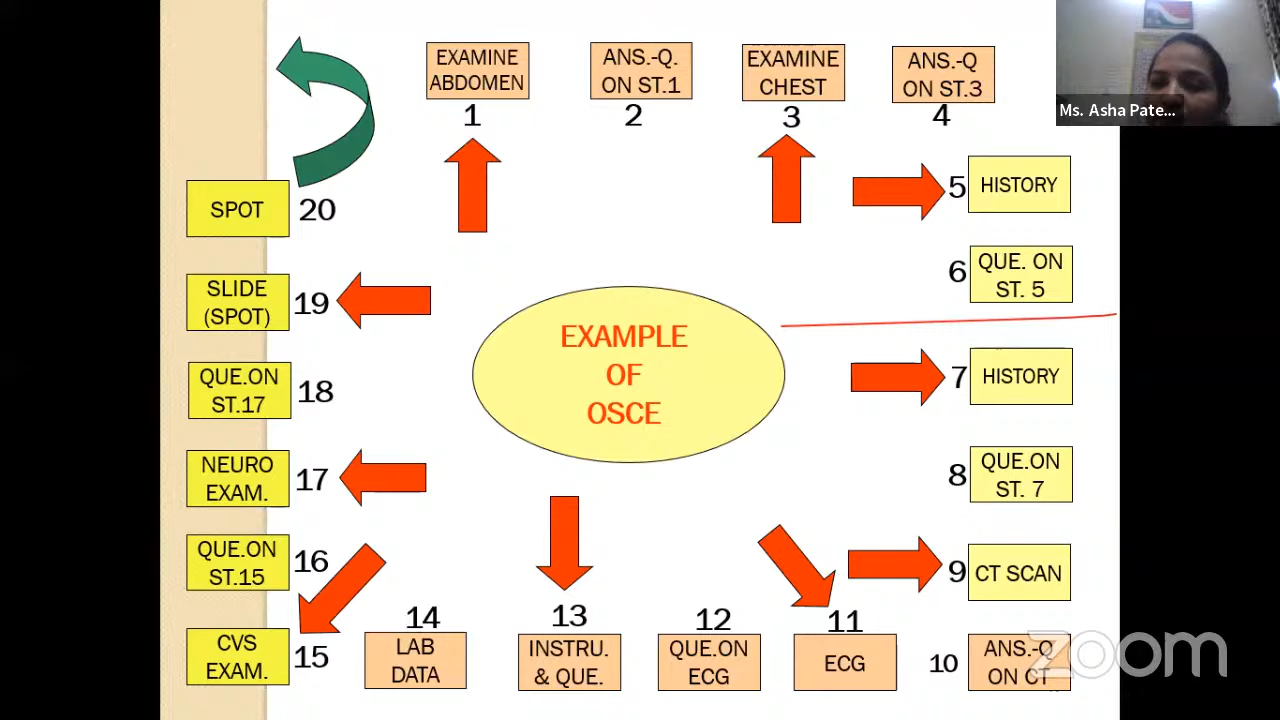 EXAMINE
ABDOMEN
1
ANS.-Q.
ON ST.1
2
EXAMINE
CHEST
3
ANS.-Q
ON ST.3
4
Ms. Asha Pate...
5
HISTORY
6
QUE. ON
ST. 5
7
HISTORY
8
QUE.ON
ST. 7
9
CT SCAN
10
ANS.-Q
ON CT
11
ECG
12
QUE.ON
ECG
13
INSTRU.
& QUE.
14
LAB
DATA
15
CVS
EXAM.
16
QUE.ON
ST.15
17
NEURO
EXAM.
18
QUE.ON
ST.17
19
SLIDE
(SPOT)
20
SPOT
EXAMPLE
OF
OSCE
zoom